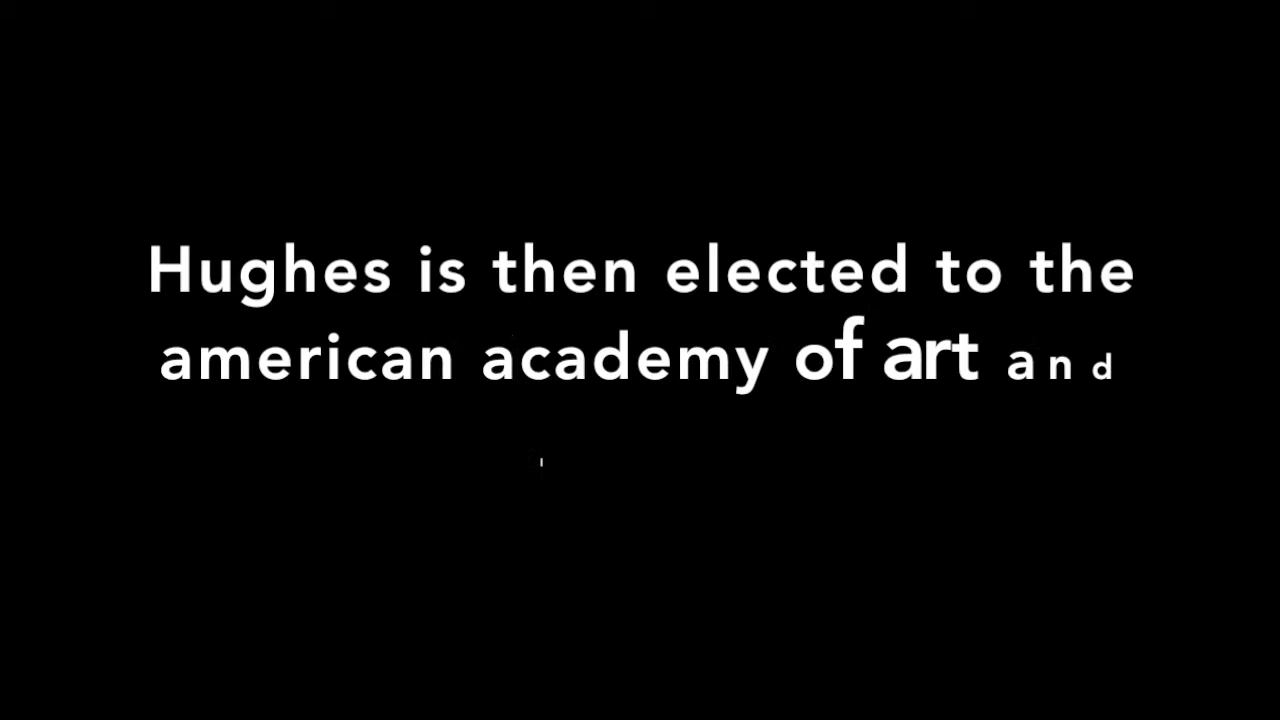 Hughes is then elected to the
american academy of art and